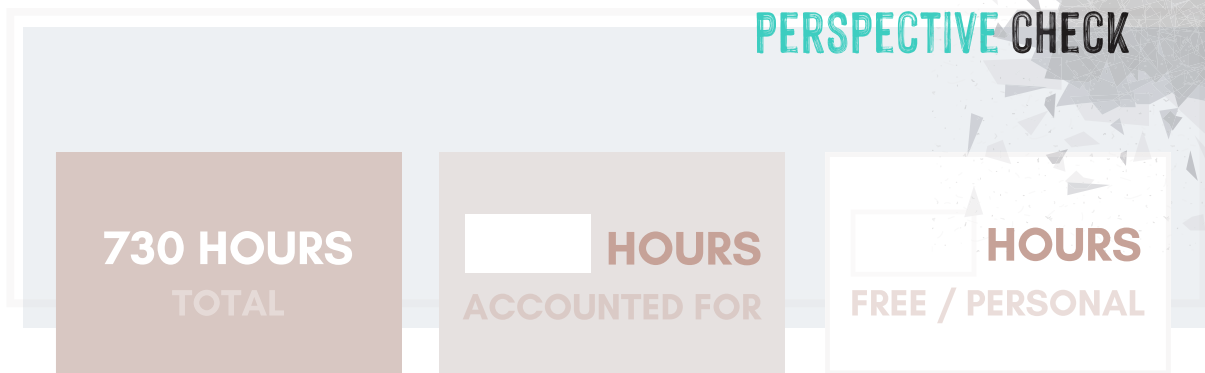 PERSPECTIVE CHECK
730 HOURS
TOTAL
HOURS
ACCOUNTED FOR
HOURS
FREE / PERSONAL